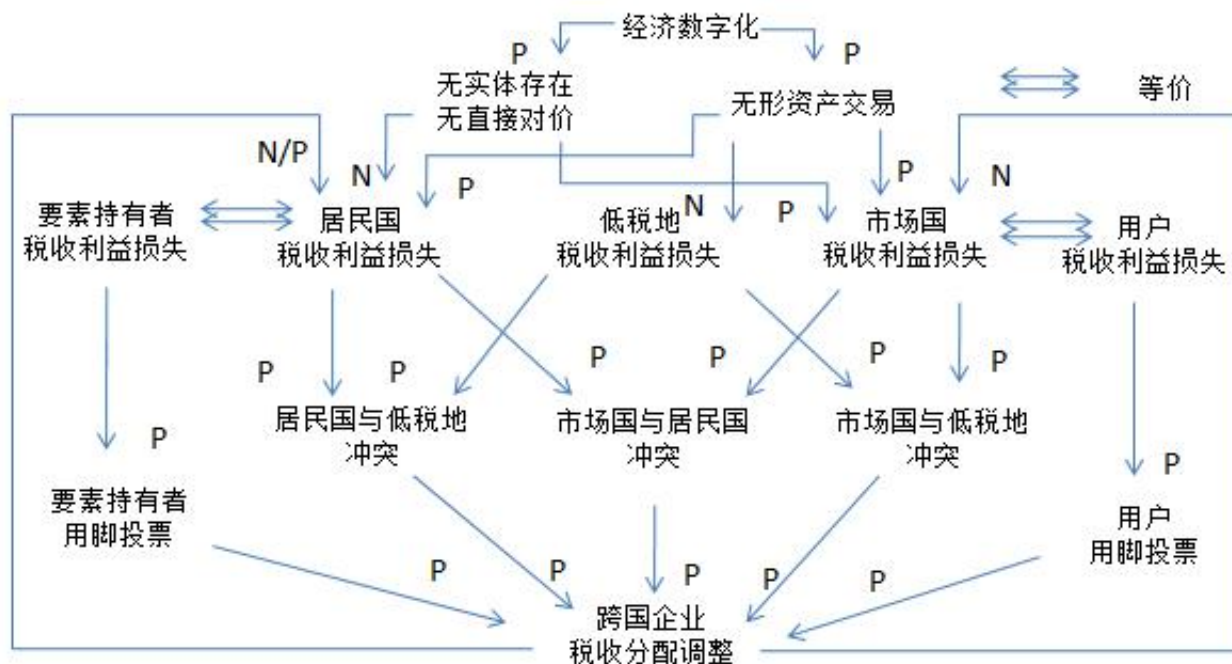 经济数字化
P
P
无实体存在
无直接对价
无形资产交易
等价
N/P
N
P
N
P
P
N
要素持有者
税收利益损失
居民国
税收利益损失
低税地
税收利益损失
市场国
税收利益损失
用户
税收利益损失
P
P
P
P
P
P
居民国与低税地
冲突
市场国与居民国
冲突
市场国与低税地
冲突
P
P
要素持有者
用脚投票
用户
用脚投票
P
P
P
P
P
跨国企业
税收分配调整